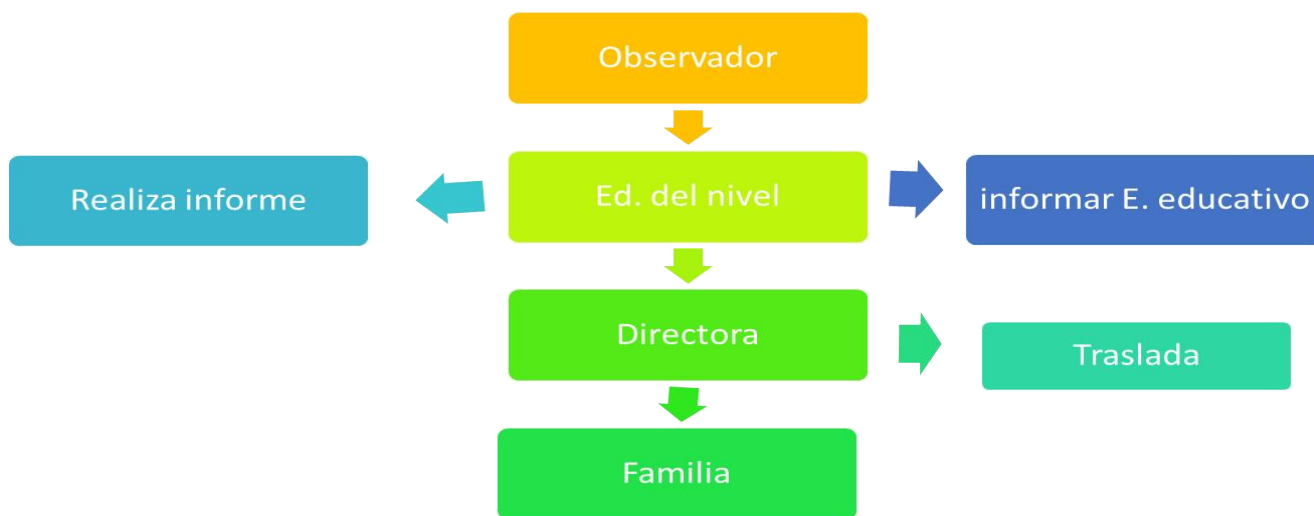 Observador
Realiza informe
Ed. del nivel
informar E. educativo
Directora
Traslada
Familia